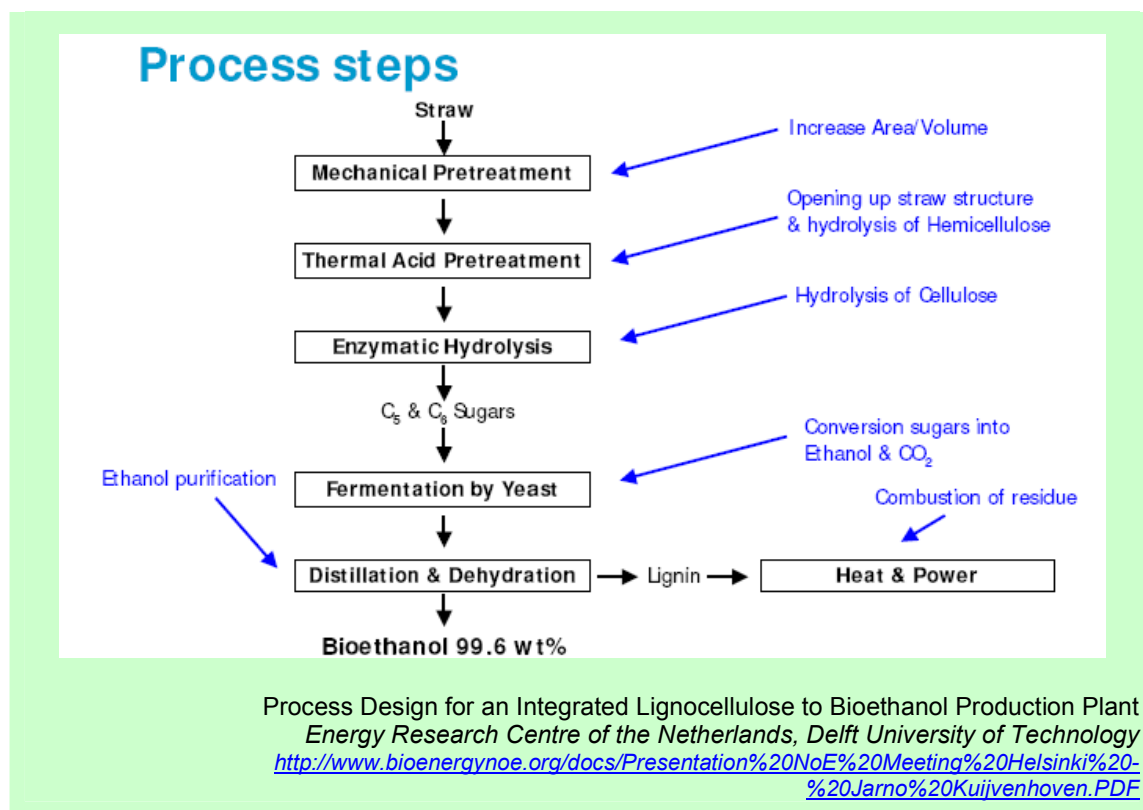 Process steps
Straw
Increase Area/Volume
Mechanical Pretreatment
Opening up straw structure
& hydrolysis of Hemicellulose
Thermal Acid Pretreatment
Hydrolysis of Cellulose
Enzymatic Hydrolysis
C₅ & C₆ Sugars
Conversion sugars into
Ethanol & CO₂
Ethanol purification
Fermentation by Yeast
Combustion of residue
Distillation & Dehydration
Lignin
Heat & Power
Bioethanol 99.6 wt%
Process Design for an Integrated Lignocellulose to Bioethanol Production Plant
Energy Research Centre of the Netherlands, Delft University of Technology
http://www.bioenergynoe.org/docs/Presentation%20NoE%20Meeting%20Helsinki%20-
%20Jarno%20Kuijvenhoven.PDF